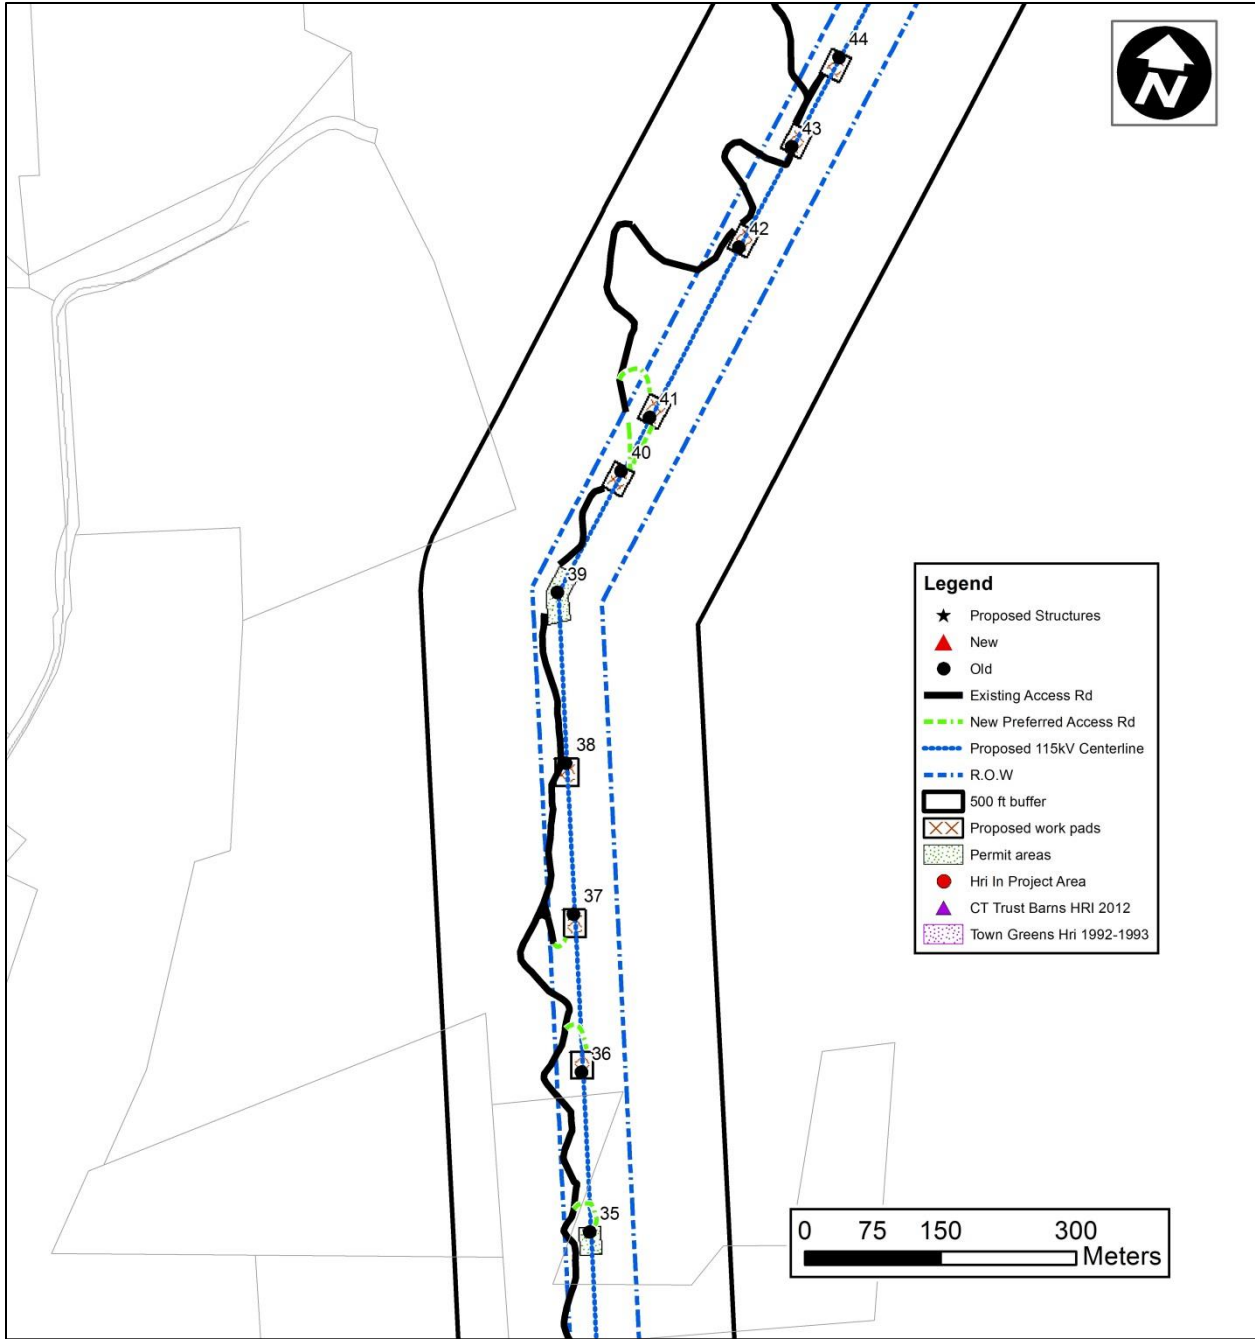 44
N
43
42
41
40
39
Legend
Proposed Structures
New
Old
Existing Access Rd
New Preferred Access Rd
Proposed 115kV Centerline
R.O.W
500 ft buffer
Proposed work pads
Permit areas
Hri In Project Area
CT Trust Barns HRI 2012
Town Greens Hri 1992-1993
38
37
36
35
0 75 150 300
Meters